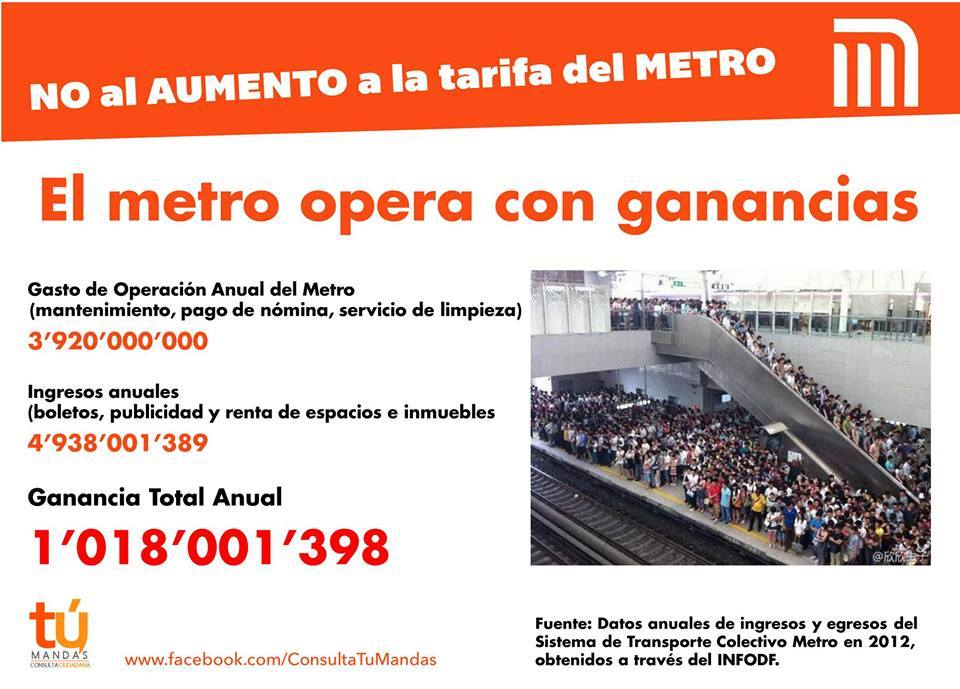 NO al AUMENTO a la tarifa del METRO
El metro opera con ganancias
Gasto de Operación Anual del Metro
(mantenimiento, pago de nómina, servicio de limpieza)
3’920’000’000
Ingresos anuales
(boletos, publicidad y renta de espacios e inmuebles
4’938’001’389
Ganancia Total Anual
1’018’001’398
@欣欣生子
tú
MANDAS
CONSULTA CIUDADANA
www.facebook.com/ConsultaTuMandas
Fuente: Datos anuales de ingresos y egresos del
Sistema de Transporte Colectivo Metro en 2012,
obtenidos a través del INFODF.